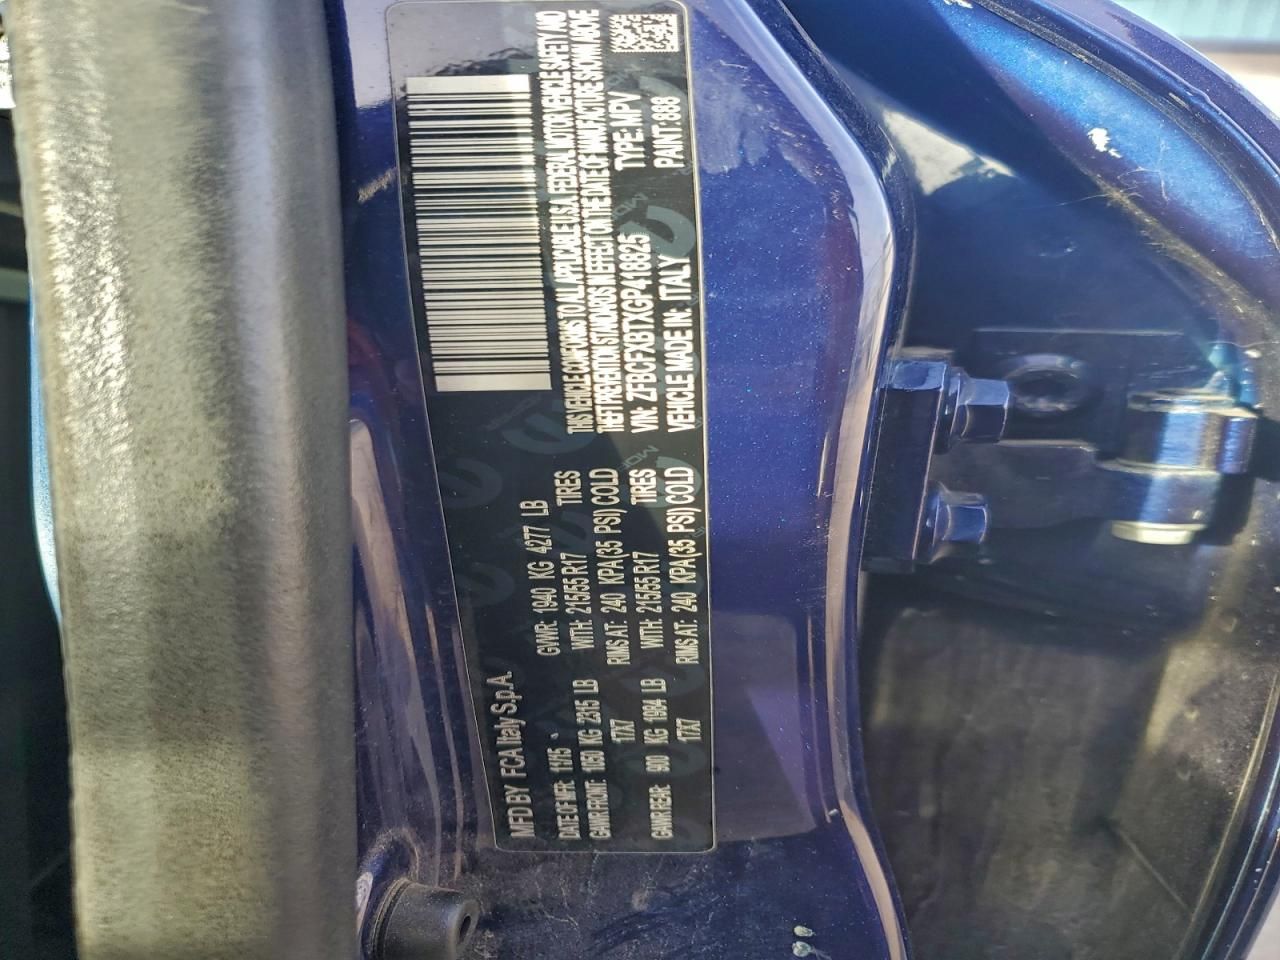 MFD BY FCA Italy S.p.A.
DATE OF MFR: 11/15 GVWR: 1940 KG 4277 LB
GAWR FRONT: 1050 KG 2315 LB WITH: 215/55 R17 TIRES
17X7 RIMS AT: 240 KPA(35 PSI) COLD
GAWR REAR: 900 KG 1984 LB WITH: 215/55 R17 TIRES
17X7 RIMS AT: 240 KPA(35 PSI) COLD
THIS VEHICLE CONFORMS TO ALL APPLICABLE U.S.A. FEDERAL MOTOR VEHICLE SAFETY AND
THEFT PREVENTION STANDARDS IN EFFECT ON THE DATE OF MANUFACTURE SHOWN ABOVE
VIN: ZFBCFXBTXGP418825 TYPE: MPV
VEHICLE MADE IN: ITALY PAINT: 888